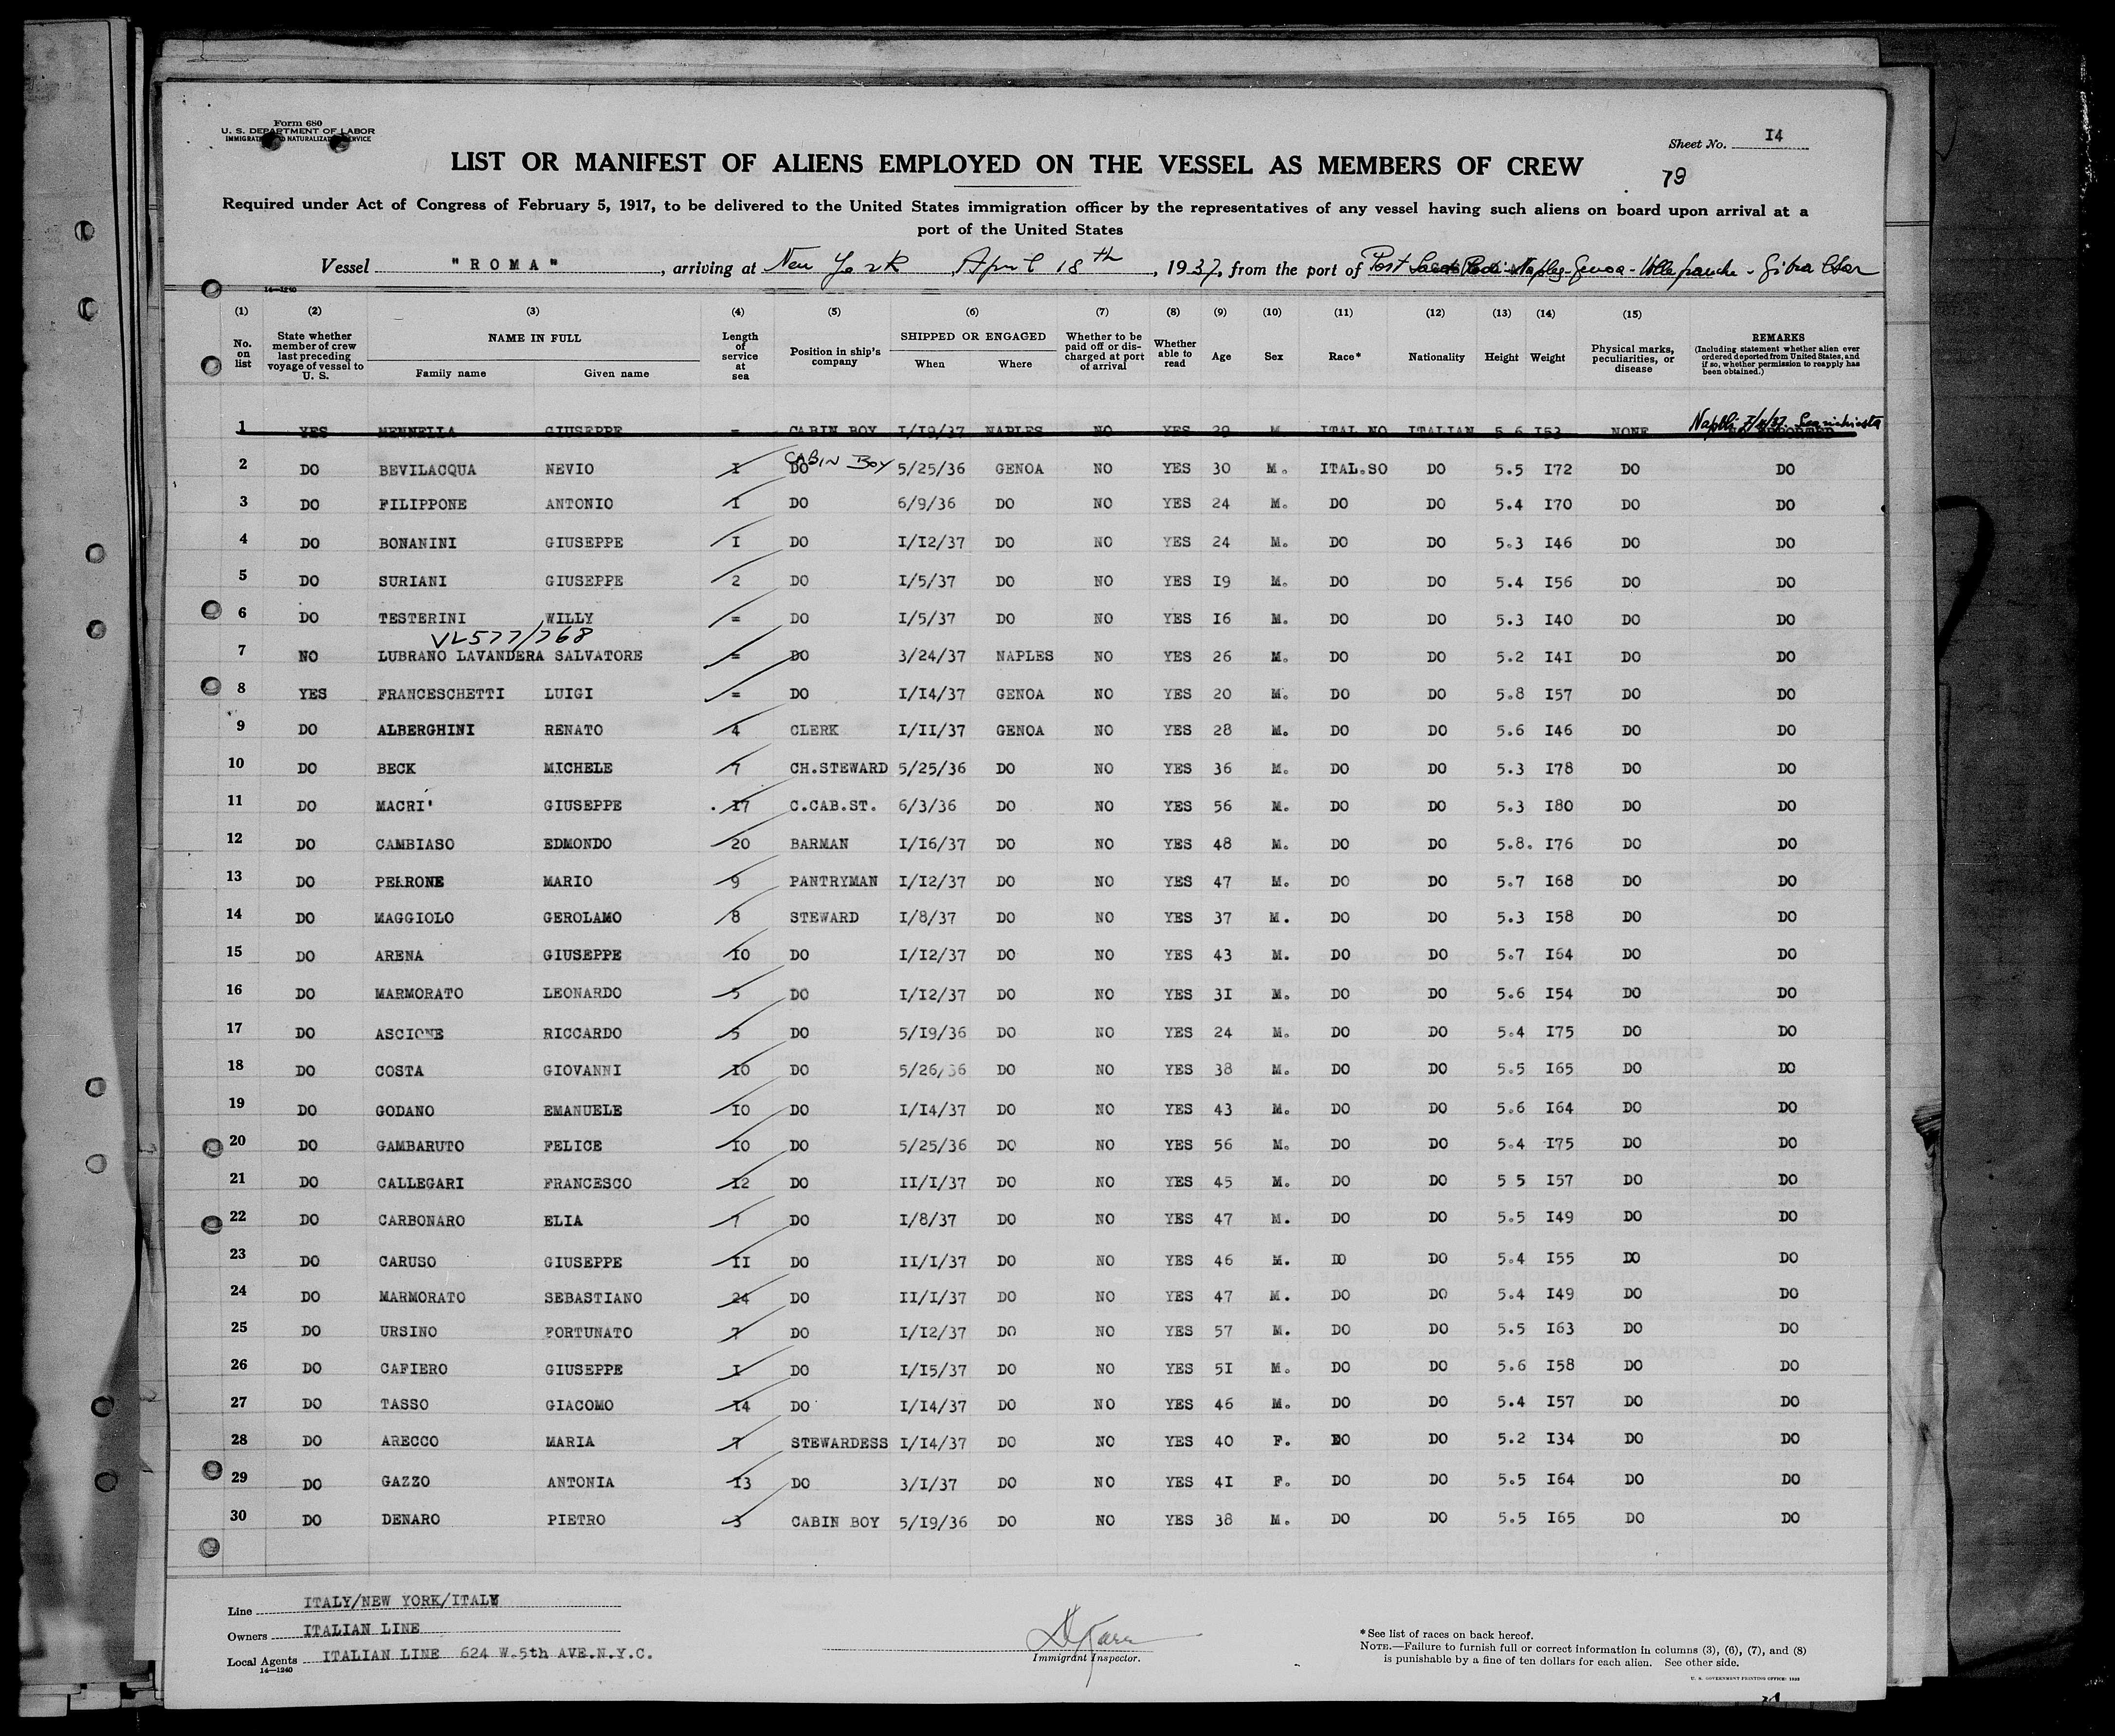 Form 680
U. S. DEPARTMENT OF LABOR
IMMIGRATION AND NATURALIZATION SERVICE
Sheet No. I4
79
LIST OR MANIFEST OF ALIENS EMPLOYED ON THE VESSEL AS MEMBERS OF CREW
Required under Act of Congress of February 5, 1917, to be delivered to the United States immigration officer by the representatives of any vessel having such aliens on board upon arrival at a
port of the United States
Vessel "ROMA", arriving at New York April 18th, 1937, from the port of Port Naples-Genoa-Villefranche-Gibraltar
14—1240
(1) (2) (3) (4) (5) (6) (7) (8) (9) (10) (11) (12) (13) (14) (15)
No. on list State whether member of crew last preceding voyage of vessel to U. S. NAME IN FULL Family name Given name Length of service at sea Position in ship's company SHIPPED OR ENGAGED When Where Whether to be paid off or discharged at port of arrival Whether able to read Age Sex Race* Nationality Height Weight Physical marks, peculiarities, or disease REMARKS (Including statement whether alien ever ordered deported from United States, and if so, whether permission to reapply has been obtained.)
1 YES MENNELLA GIUSEPPE = CABIN BOY I/I9/37 NAPLES NO YES 29 M ITAL NO ITALIAN 5 6 I53 NONE Naples
2 DO BEVILACQUA NEVIO I DO CABIN BOY 5/25/36 GENOA NO YES 30 M. ITAL.SO DO 5.5 I72 DO DO
3 DO FILIPPONE ANTONIO I DO 6/9/36 DO NO YES 24 M. DO DO 5.4 I70 DO DO
4 DO BONANINI GIUSEPPE I DO I/I2/37 DO NO YES 24 M. DO DO 5.3 I46 DO DO
5 DO SURIANI GIUSEPPE 2 DO I/5/37 DO NO YES I9 M. DO DO 5.4 I56 DO DO
6 DO TESTERINI WILLY = DO I/5/37 DO NO YES I6 M. DO DO 5.3 I40 DO DO
VL577/768
7 NO LUBRANO LAVANDERA SALVATORE = DO 3/24/37 NAPLES NO YES 26 M. DO DO 5.2 I4I DO DO
8 YES FRANCESCHETTI LUIGI = DO I/I4/37 GENOA NO YES 20 M. DO DO 5.8 I57 DO DO
9 DO ALBERGHINI RENATO 4 CLERK I/II/37 GENOA NO YES 28 M. DO DO 5.6 I46 DO DO
10 DO BECK MICHELE 7 CH.STEWARD 5/25/36 DO NO YES 36 M. DO DO 5.3 I78 DO DO
11 DO MACRI' GIUSEPPE I7 C.CAB.ST. 6/3/36 DO NO YES 56 M. DO DO 5.3 I80 DO DO
12 DO CAMBIASO EDMONDO 20 BARMAN I/I6/37 DO NO YES 48 M. DO DO 5.8. I76 DO DO
13 DO PERRONE MARIO 9 PANTRYMAN I/I2/37 DO NO YES 47 M. DO DO 5.7 I68 DO DO
14 DO MAGGIOLO GEROLAMO 8 STEWARD I/8/37 DO NO YES 37 M. DO DO 5.3 I58 DO DO
15 DO ARENA GIUSEPPE I0 DO I/I2/37 DO NO YES 43 M. DO DO 5.7 I64 DO DO
16 DO MARMORATO LEONARDO 5 DO I/I2/37 DO NO YES 3I M. DO DO 5.6 I54 DO DO
17 DO ASCIONE RICCARDO 5 DO 5/I9/36 DO NO YES 24 M. DO DO 5.4 I75 DO DO
18 DO COSTA GIOVANNI I0 DO 5/26/36 DO NO YES 38 M. DO DO 5.5 I65 DO DO
19 DO GODANO EMANUELE I0 DO I/I4/37 DO NO YES 43 M. DO DO 5.6 I64 DO DO
20 DO GAMBARUTO FELICE I0 DO 5/25/36 DO NO YES 56 M. DO DO 5.4 I75 DO DO
21 DO CALLEGARI FRANCESCO I2 DO II/I/37 DO NO YES 45 M. DO DO 5 5 I57 DO DO
22 DO CARBONARO ELIA 7 DO I/8/37 DO NO YES 47 M. DO DO 5.5 I49 DO DO
23 DO CARUSO GIUSEPPE II DO II/I/37 DO NO YES 46 M. DO DO 5.4 I55 DO DO
24 DO MARMORATO SEBASTIANO 24 DO II/I/37 DO NO YES 47 M. DO DO 5.4 I49 DO DO
25 DO URSINO FORTUNATO 7 DO I/I2/37 DO NO YES 57 M. DO DO 5.5 I63 DO DO
26 DO CAFIERO GIUSEPPE I DO I/I5/37 DO NO YES 5I M. DO DO 5.6 I58 DO DO
27 DO TASSO GIACOMO I4 DO I/I4/37 DO NO YES 46 M. DO DO 5.4 I57 DO DO
28 DO ARECCO MARIA 7 STEWARDESS I/I4/37 DO NO YES 40 F. DO DO 5.2 I34 DO DO
29 DO GAZZO ANTONIA I3 DO 3/I/37 DO NO YES 4I F. DO DO 5.5 I64 DO DO
30 DO DENARO PIETRO 3 CABIN BOY 5/I9/36 DO NO YES 38 M. DO DO 5.5 I65 DO DO
Line ITALY/NEW YORK/ITALY
Owners ITALIAN LINE
Local Agents ITALIAN LINE 624 W.5th AVE.N.Y.C.
14—1240
Immigrant Inspector.
*See list of races on back hereof.
NOTE.—Failure to furnish full or correct information in columns (3), (6), (7), and (8)
is punishable by a fine of ten dollars for each alien. See other side.
U. S. GOVERNMENT PRINTING OFFICE: